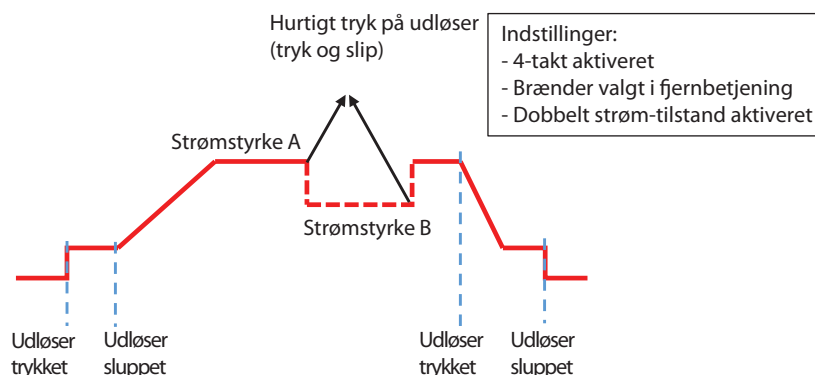 Hurtigt tryk på udløser
(tryk og slip)
Indstillinger:
- 4-takt aktiveret
- Brænder valgt i fjernbetjening
- Dobbelt strøm-tilstand aktiveret
Strømstyrke A
Strømstyrke B
Udløser
trykket
Udløser
sluppet
Udløser
trykket
Udløser
sluppet